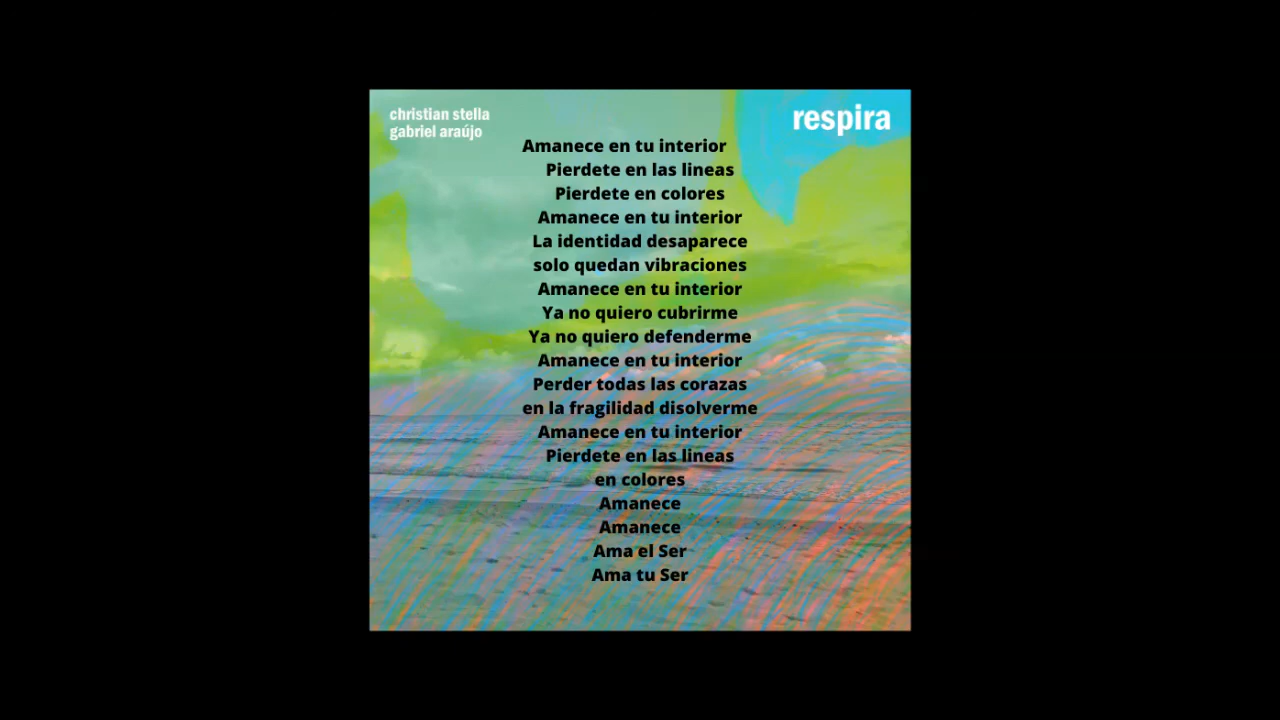 christian stella
gabriel araújo
respira
Amanece en tu interior
Pierdete en las lineas
Pierdete en colores
Amanece en tu interior
La identidad desaparece
solo quedan vibraciones
Amanece en tu interior
Ya no quiero cubrirme
Ya no quiero defenderme
Amanece en tu interior
Perder todas las corazas
en la fragilidad disolverme
Amanece en tu interior
Pierdete en las lineas
en colores
Amanece
Amanece
Ama el Ser
Ama tu Ser